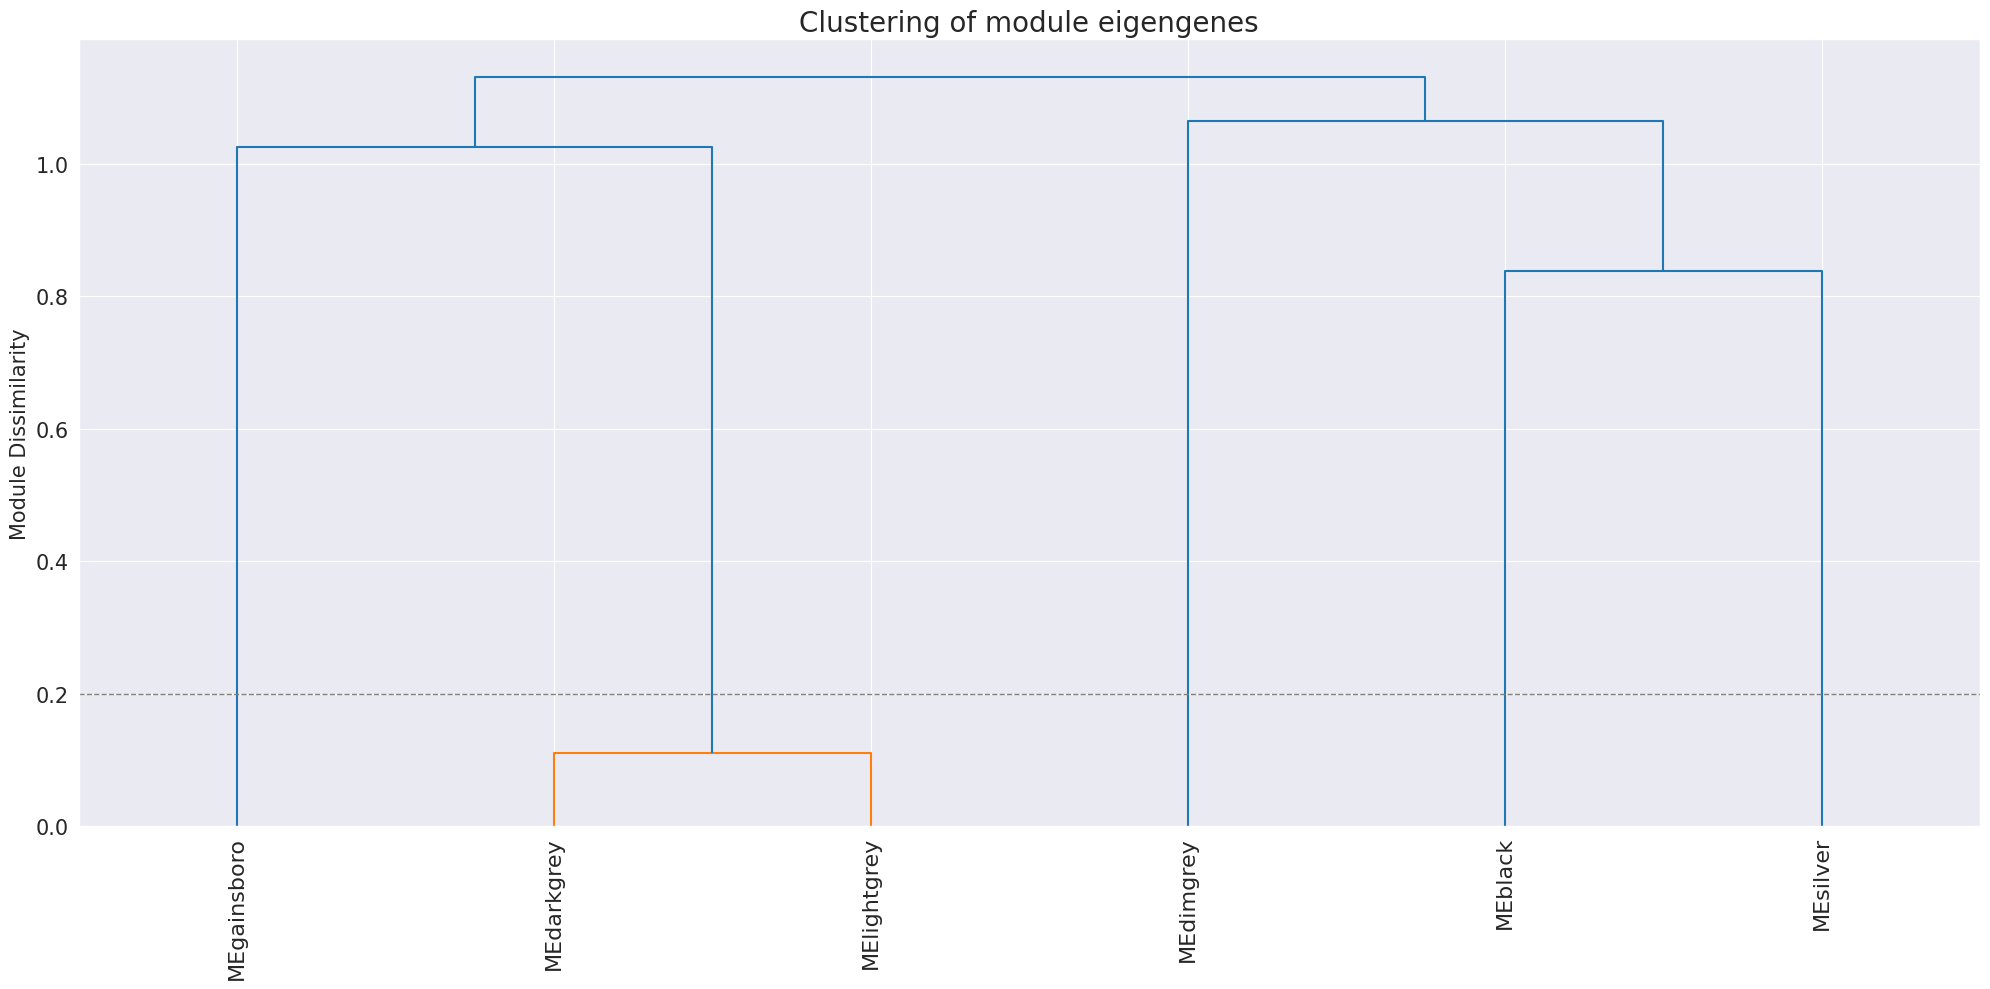 Clustering of module eigengenes
Module Dissimilarity
1.0
0.8
0.6
0.4
0.2
0.0
MEgainsboro
MEdarkgrey
MElightgrey
MEdimgrey
MEblack
MEsilver